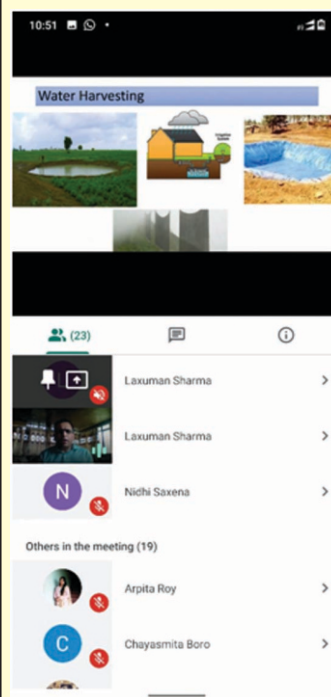 10:51
Water Harvesting
(23)
Laxuman Sharma
Laxuman Sharma
N
Nidhi Saxena
Others in the meeting (19)
Arpita Roy
C
Chayasmita Boro